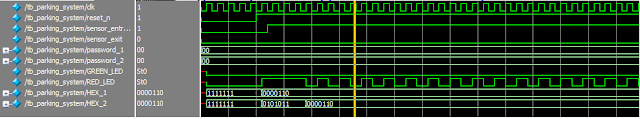 /tb_parking_system/clk 1
/tb_parking_system/reset_n 1
/tb_parking_system/sensor_entr... 1
/tb_parking_system/sensor_exit 0
/tb_parking_system/password_1 00 00
/tb_parking_system/password_2 00 00
/tb_parking_system/GREEN_LED St0
/tb_parking_system/RED_LED St0
/tb_parking_system/HEX_1 0000110 1111111 0000110
/tb_parking_system/HEX_2 0000110 1111111 0101011 0000110